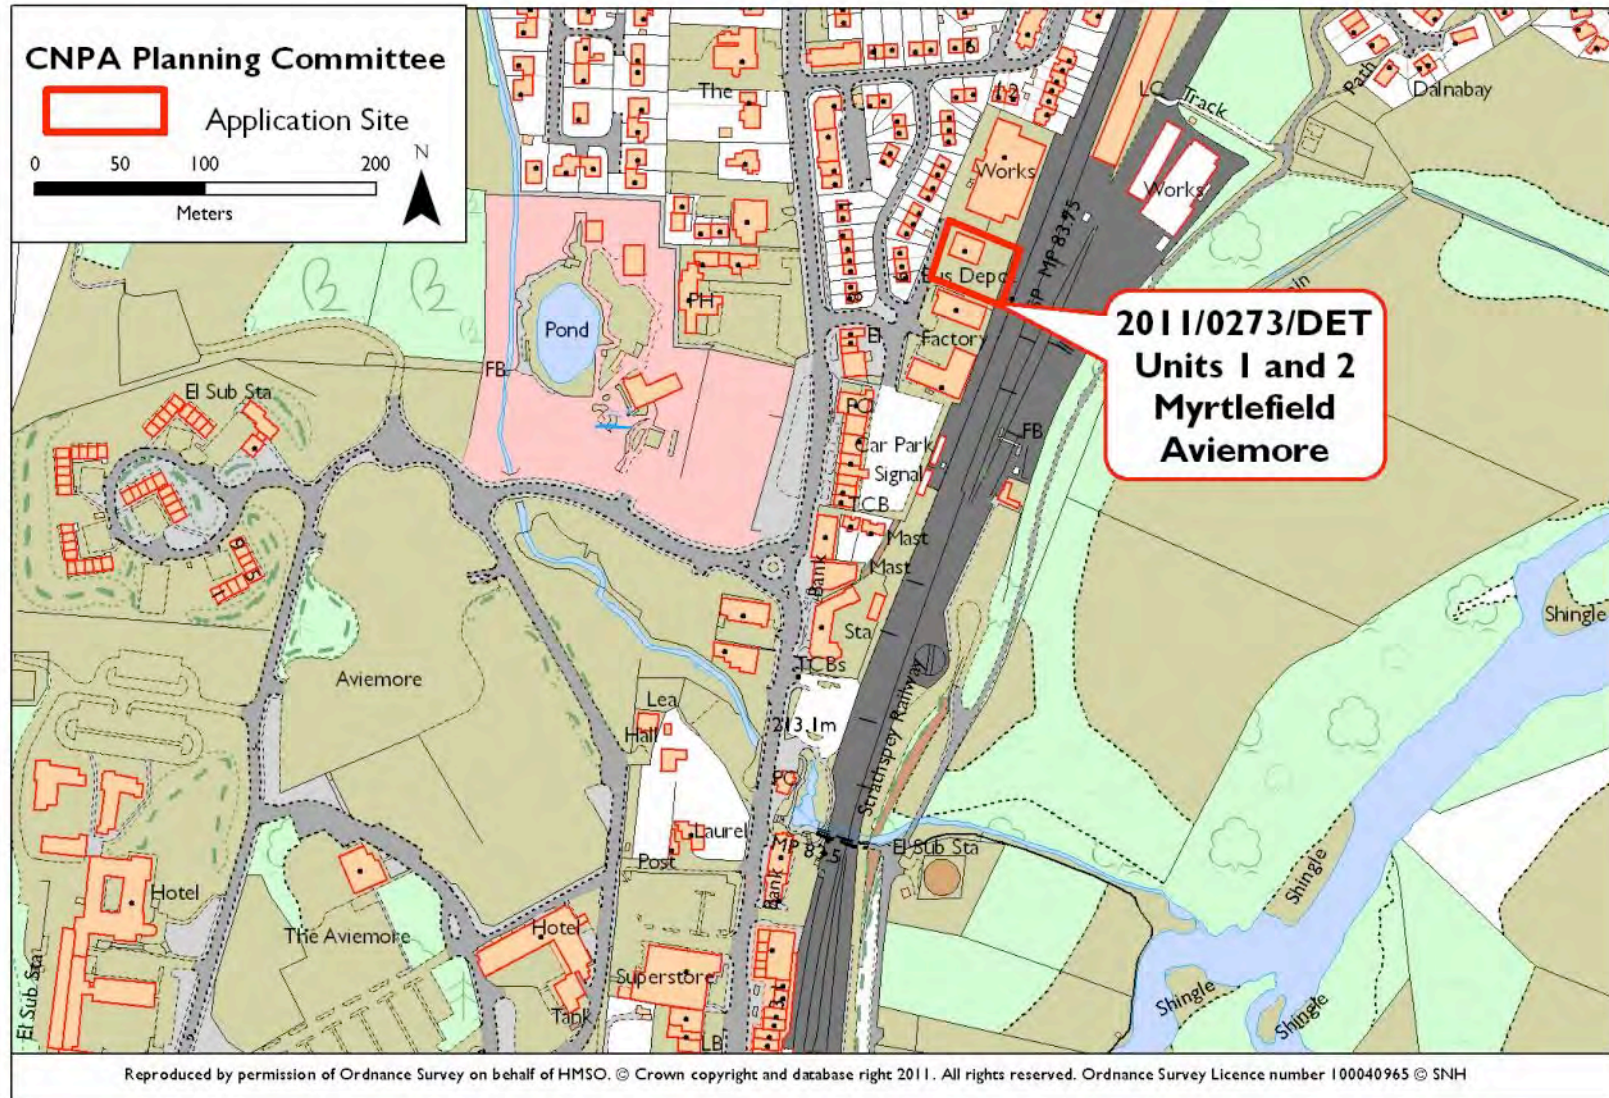 CNPA Planning Committee
Application Site
0 50 100 200
N
Meters
The
12
LC
Track
Path
Dalnabay
Works
Works
MP 83.75
Bus Depot
PH
Pond
El
Factory
FB
El Sub Sta
PC
Car Park
FB
Signal
TCB
Mast
Mast
Bank
Sta
TCBs
Shingle
2011/0273/DET
Units 1 and 2
Myrtlefield
Aviemore
Aviemore
Lea
Hall
213.1m
Strathspey Railway
PC
Laurel
Post
MP 83.5
El Sub Sta
Bank
Shingle
Hotel
The Aviemore
Hotel
Superstore
Tank
El Sub Sta
LB
Shingle
Shingle
Reproduced by permission of Ordnance Survey on behalf of HMSO. © Crown copyright and database right 2011. All rights reserved. Ordnance Survey Licence number 100040965 © SNH